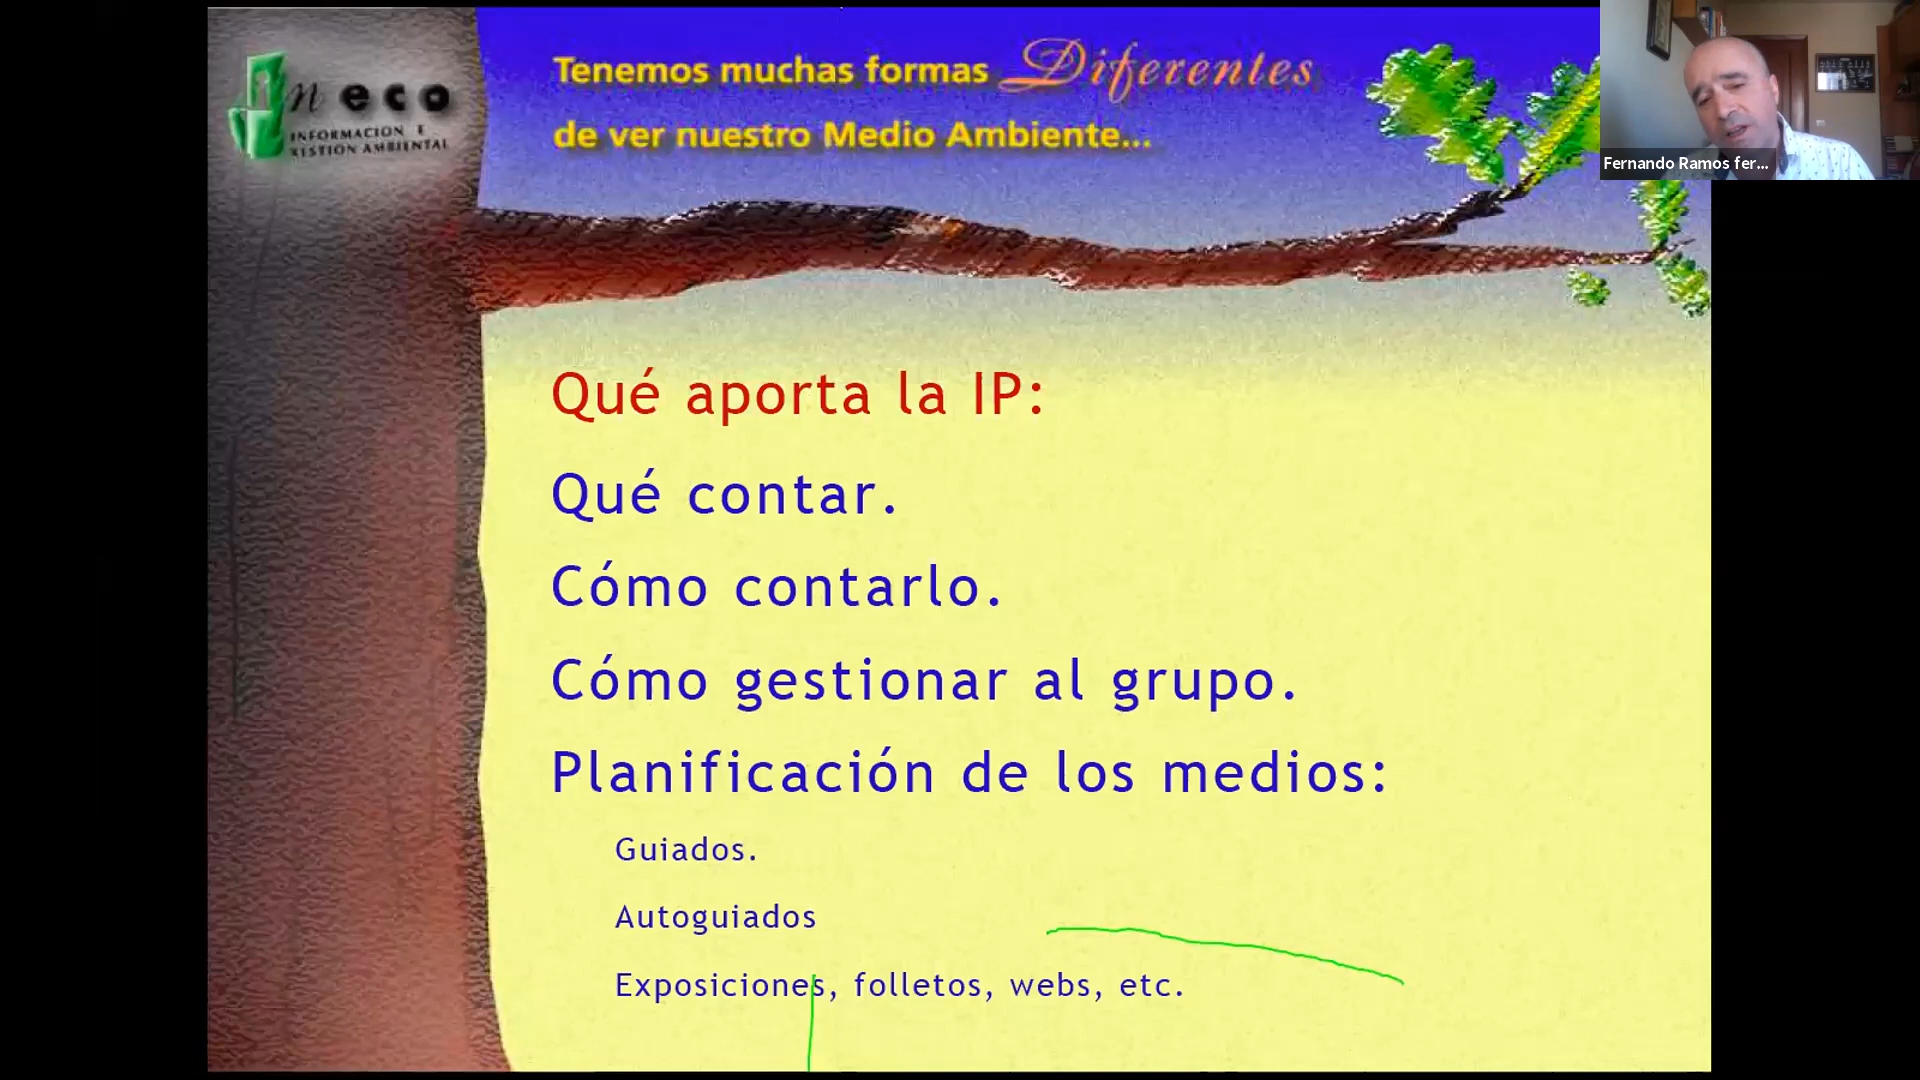 n eco
INFORMACION E
XESTION AMBIENTAL
Tenemos muchas formas Diferentes
de ver nuestro Medio Ambiente...
Fernando Ramos fer...
Qué aporta la IP:
Qué contar.
Cómo contarlo.
Cómo gestionar al grupo.
Planificación de los medios:
Guiados.
Autoguiados
Exposiciones, folletos, webs, etc.